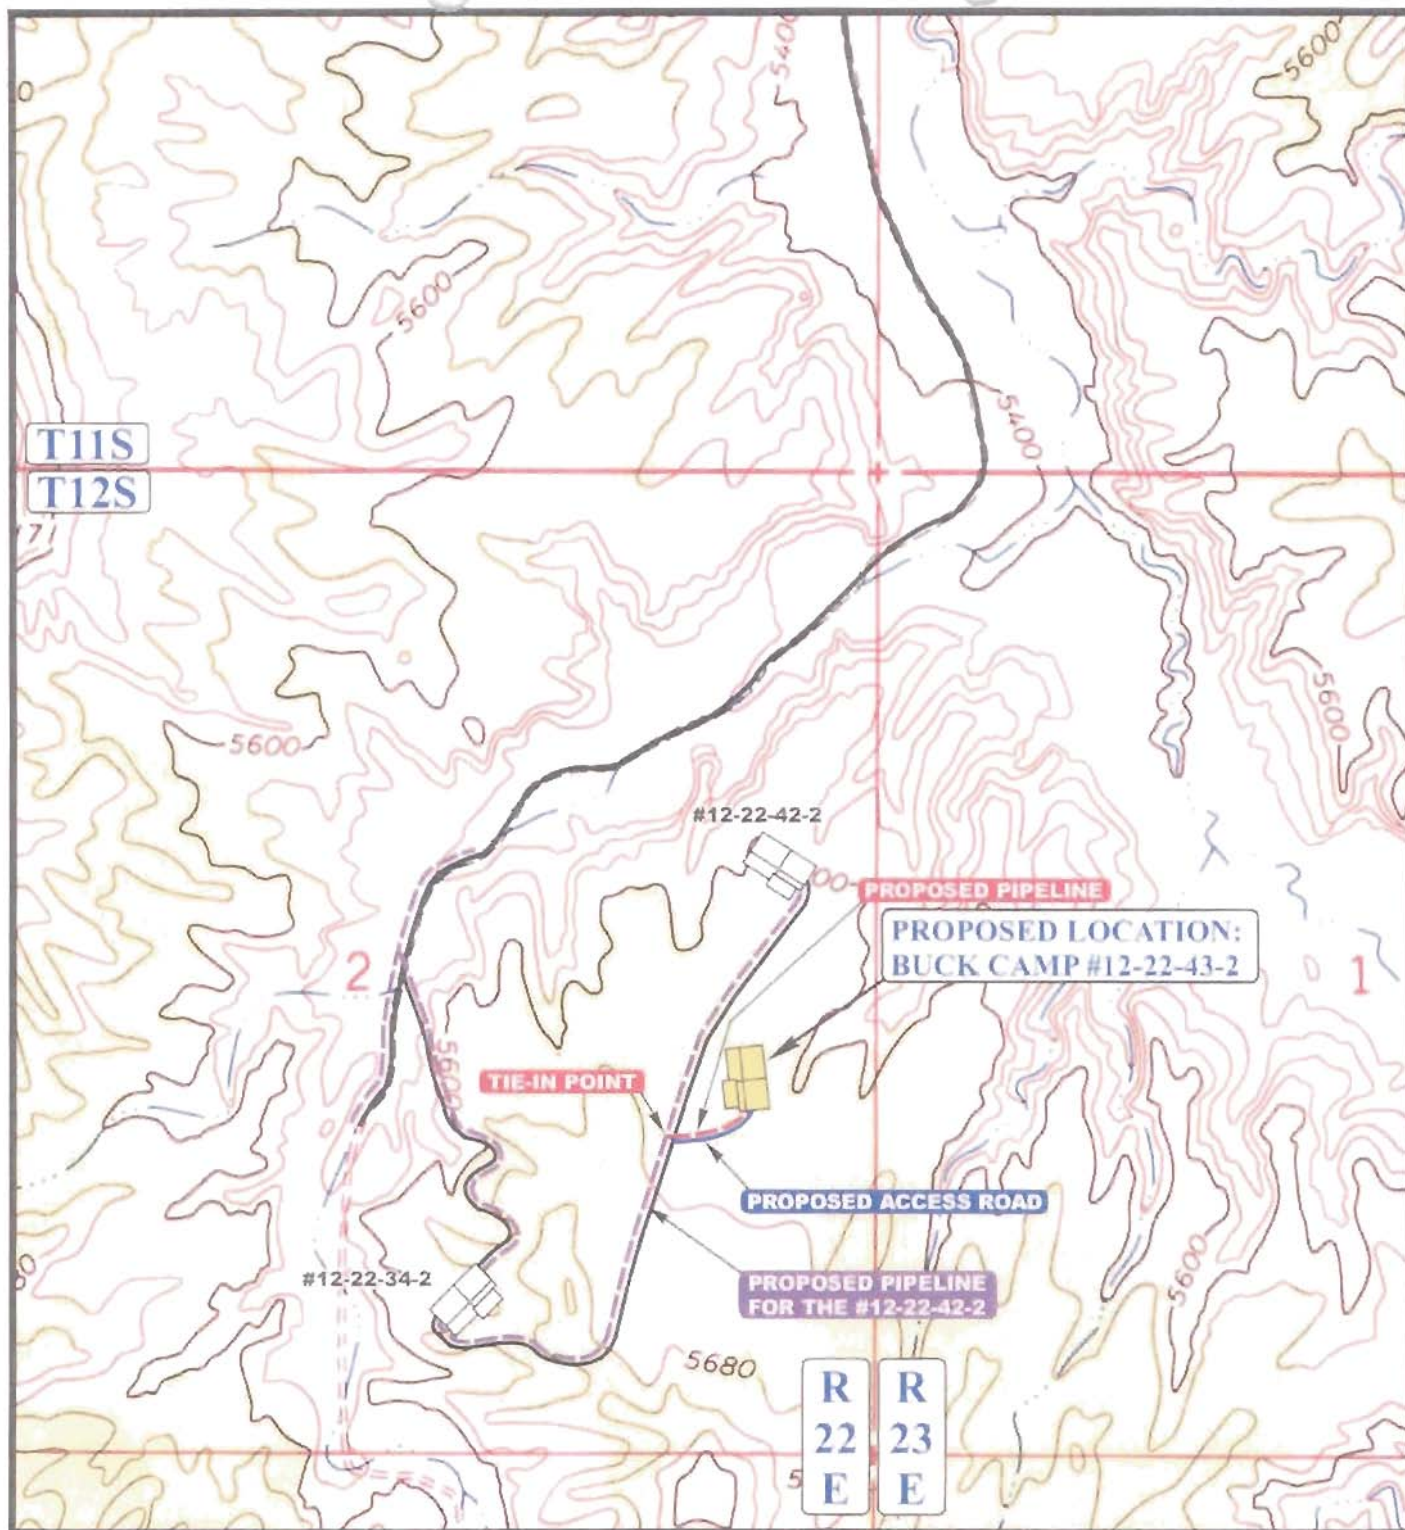 5400
5600
0
5600
T11S
T12S
5400
5600
5600
#12-22-42-2
PROPOSED PIPELINE
PROPOSED LOCATION:
BUCK CAMP #12-22-43-2
2
1
5600
TIE-IN POINT
PROPOSED ACCESS ROAD
5600
#12-22-34-2
PROPOSED PIPELINE
FOR THE #12-22-42-2
5680
R
22
E
R
23
E